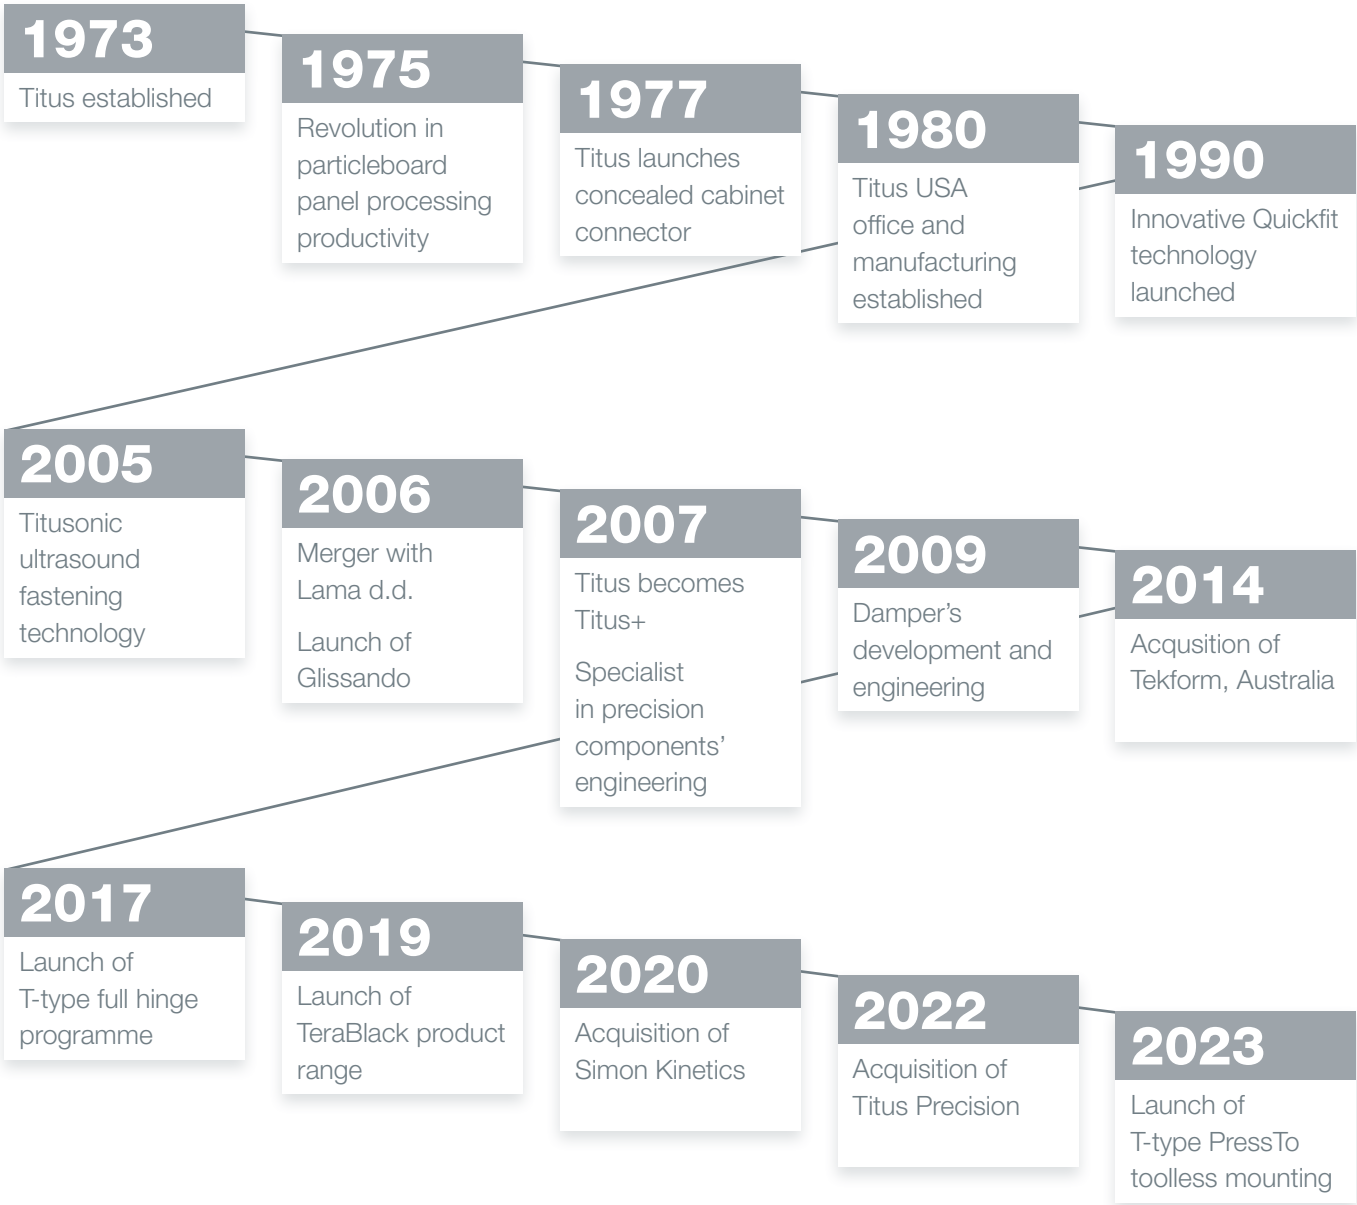 1973
Titus established
1975
Revolution in
particleboard
panel processing
productivity
1977
Titus launches
concealed cabinet
connector
1980
Titus USA
office and
manufacturing
established
1990
Innovative Quickfit
technology
launched
2005
Titusonic
ultrasound
fastening
technology
2006
Merger with
Lama d.d.
Launch of
Glissando
2007
Titus becomes
Titus+
Specialist
in precision
components’
engineering
2009
Damper’s
development and
engineering
2014
Acqusition of
Tekform, Australia
2017
Launch of
T-type full hinge
programme
2019
Launch of
TeraBlack product
range
2020
Acquisition of
Simon Kinetics
2022
Acquisition of
Titus Precision
2023
Launch of
T-type PressTo
toolless mounting